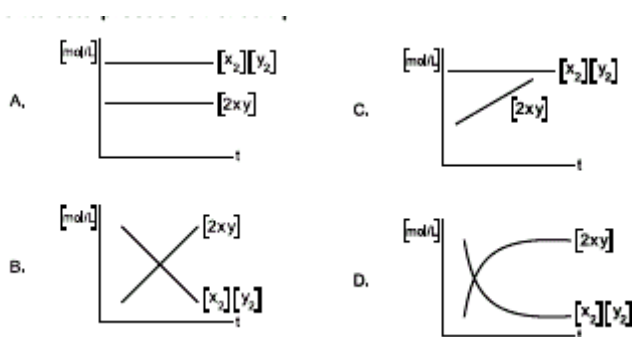 A.
[mol/L]
[x₂][y₂]
[2xy]
t
B.
[mol/L]
[2xy]
[x₂][y₂]
t
C.
[mol/L]
[x₂][y₂]
[2xy]
t
D.
[mol/L]
[2xy]
[x₂][y₂]
t